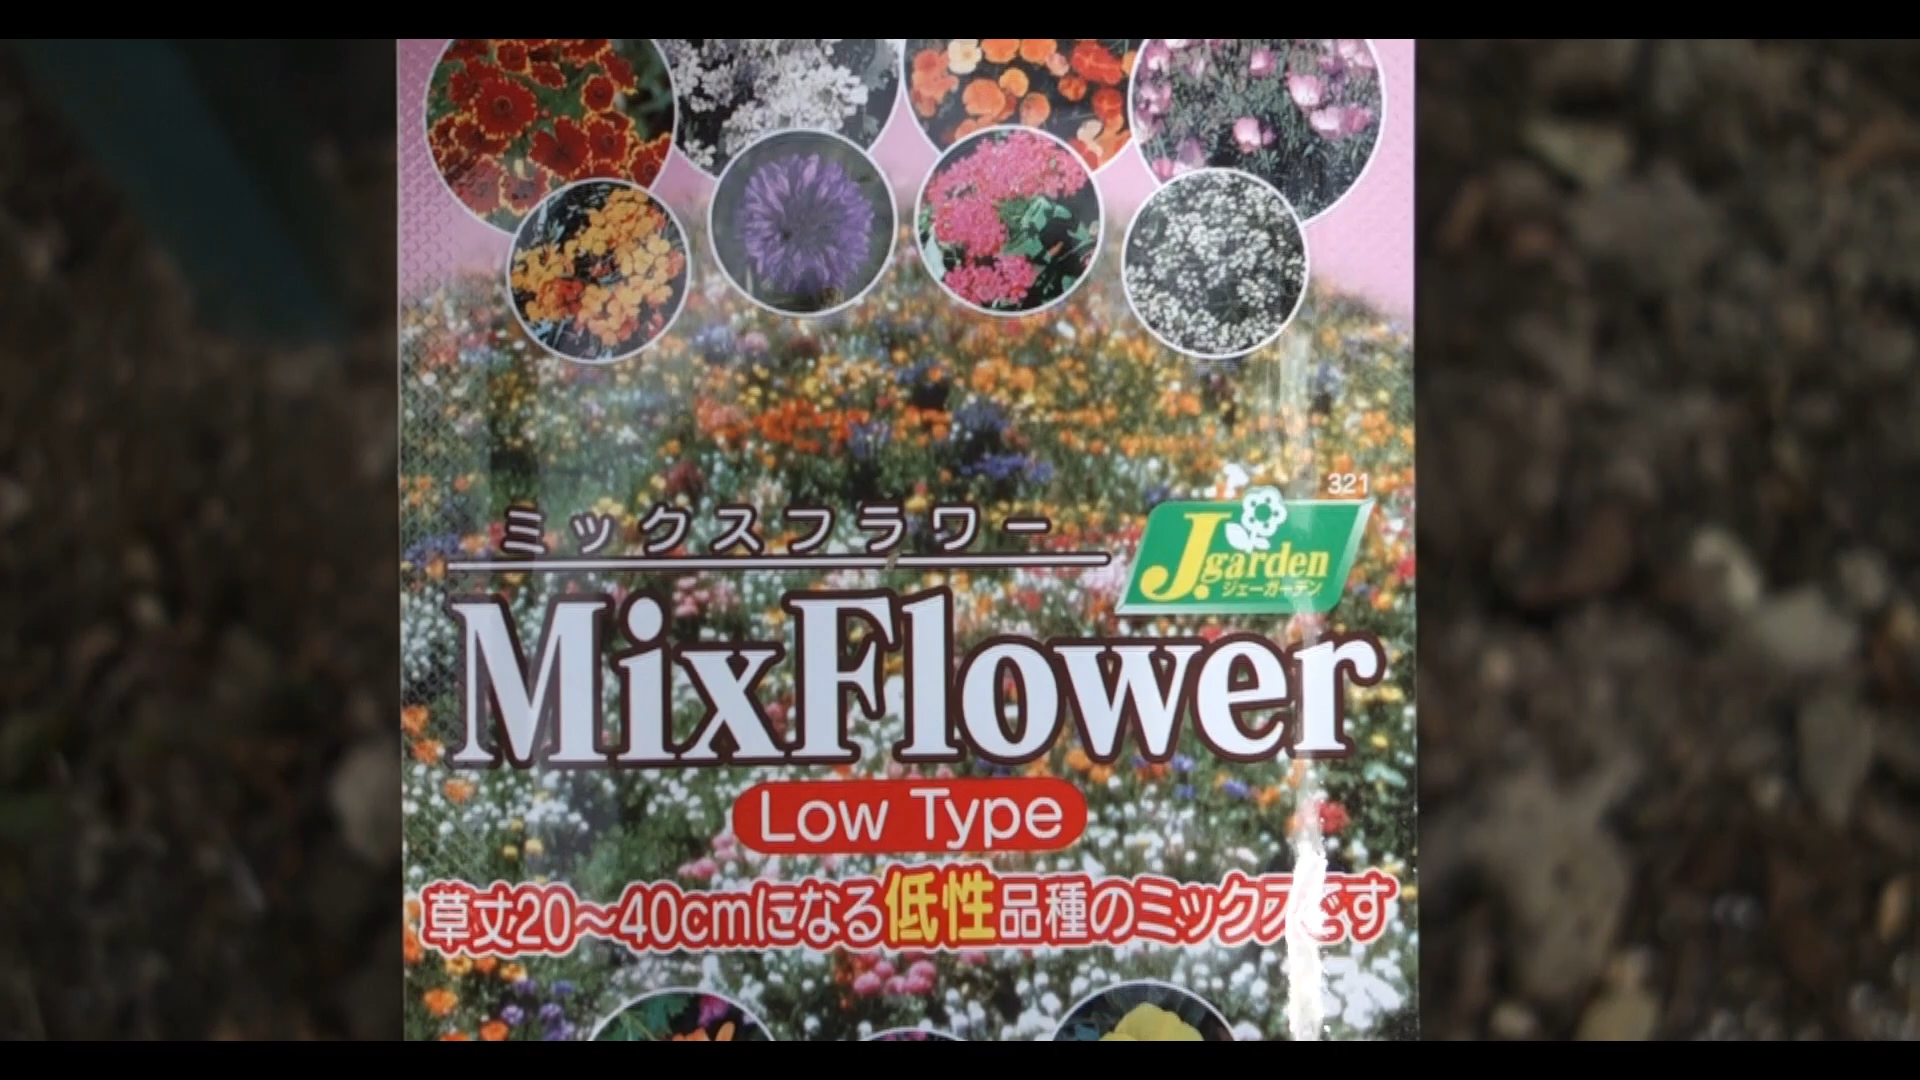 321
ミックスフラワー
J.garden
ジェーガーデン
MixFlower
Low Type
草丈20～40cmになる低性品種のミックスです